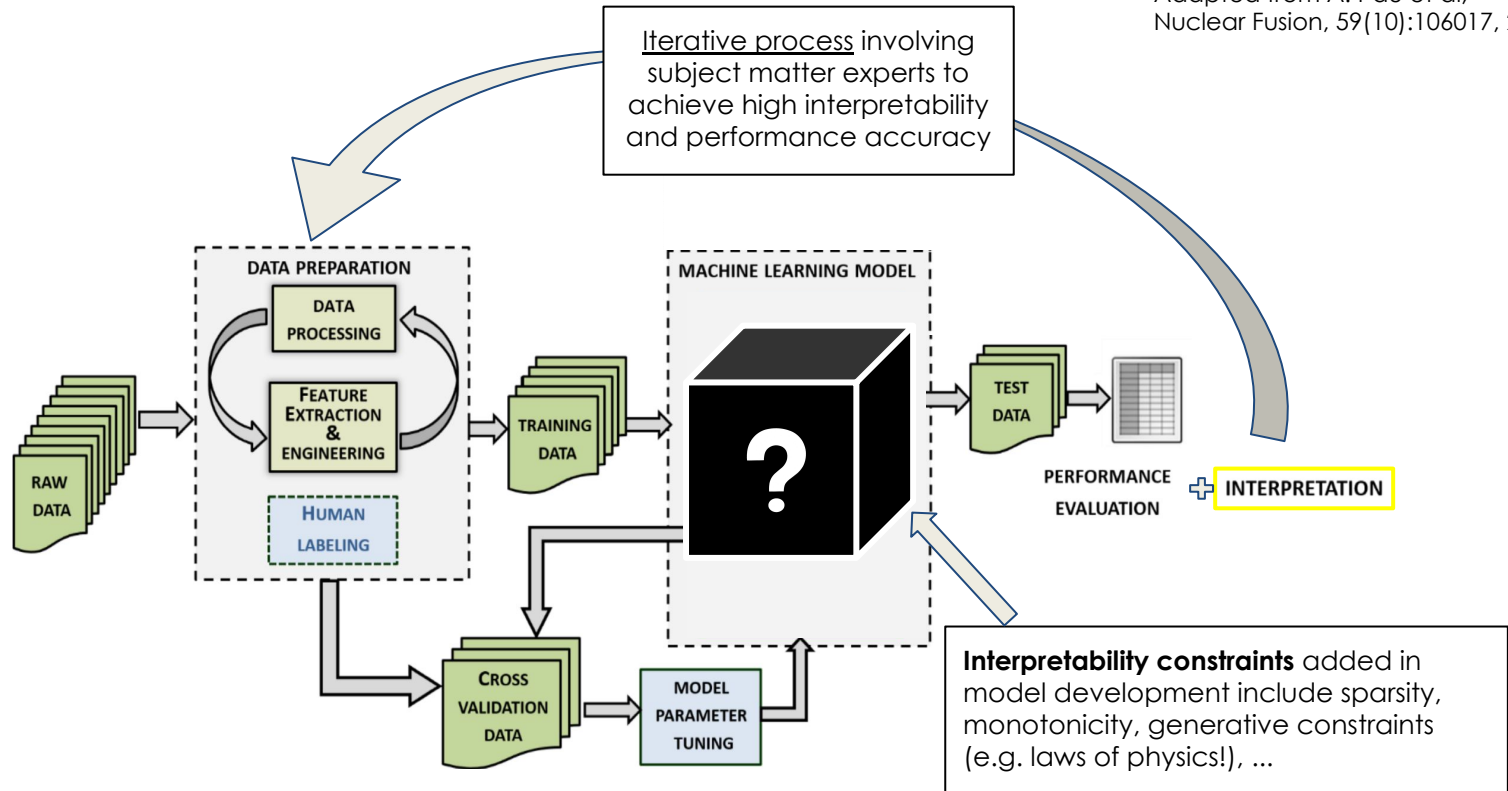 Nuclear Fusion, 59(10):106017,
Iterative process involving
subject matter experts to
achieve high interpretability
and performance accuracy
DATA PREPARATION
DATA
PROCESSING
FEATURE
EXTRACTION
&
ENGINEERING
HUMAN
LABELING
RAW
DATA
TRAINING
DATA
MACHINE LEARNING MODEL
?
TEST
DATA
PERFORMANCE
EVALUATION
INTERPRETATION
CROSS
VALIDATION
DATA
MODEL
PARAMETER
TUNING
Interpretability constraints added in
model development include sparsity,
monotonicity, generative constraints
(e.g. laws of physics!), ...